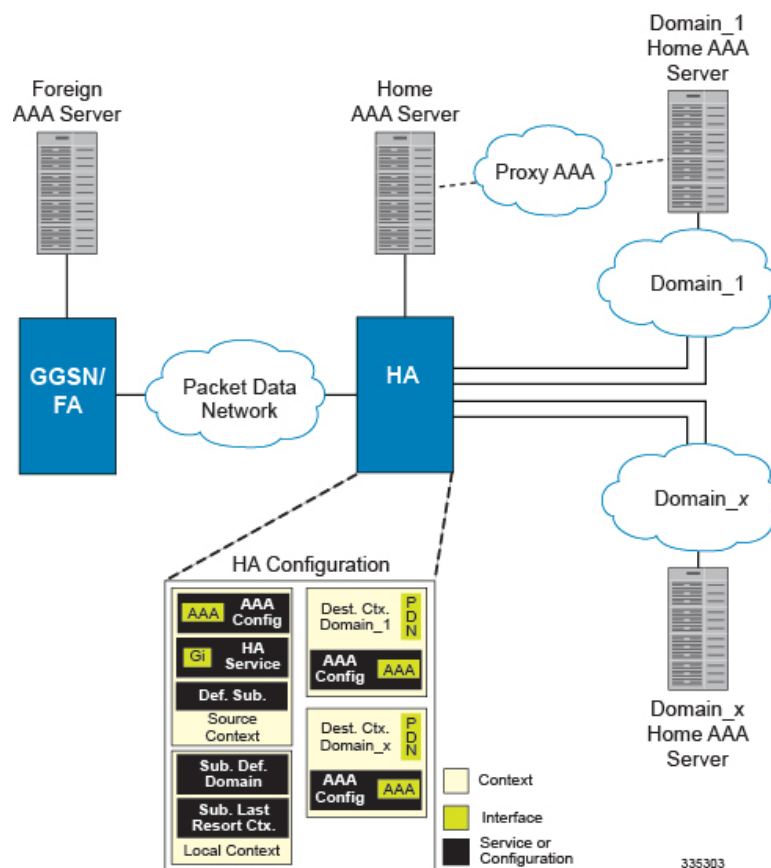 Domain_1
Home AAA
Server
Foreign
AAA Server
Home
AAA Server
Proxy AAA
Domain_1
GGSN/
FA
Packet Data
Network
HA
Domain_x
HA Configuration
AAA
AAA
Config
Gi
HA
Service
Def. Sub.
Source
Context
Sub. Def.
Domain
Sub. Last
Resort Ctx.
Local Context
Dest. Ctx.
Domain_1
PDN
AAA
Config
AAA
Dest. Ctx.
Domain_x
PDN
AAA
Config
AAA
Domain_x
Home AAA
Server
Context
Interface
Service or
Configuration
335303